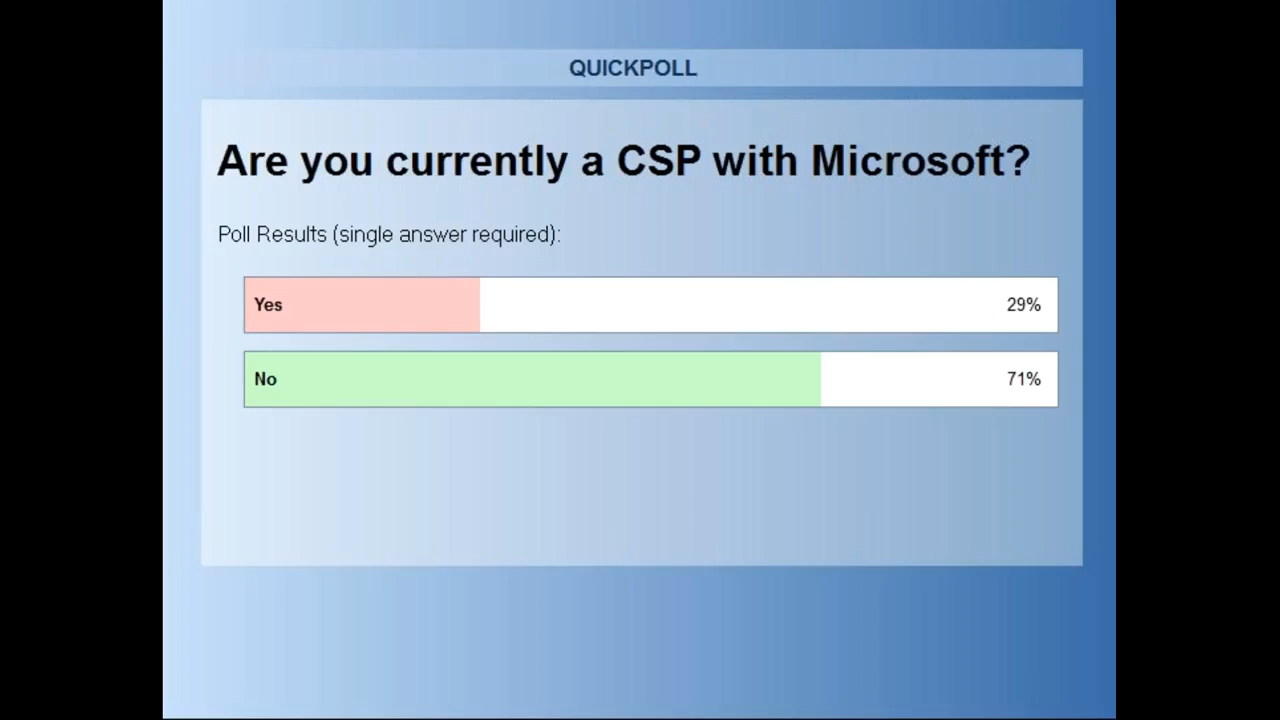 QUICKPOLL
Are you currently a CSP with Microsoft?
Poll Results (single answer required):
Yes 29%
No 71%